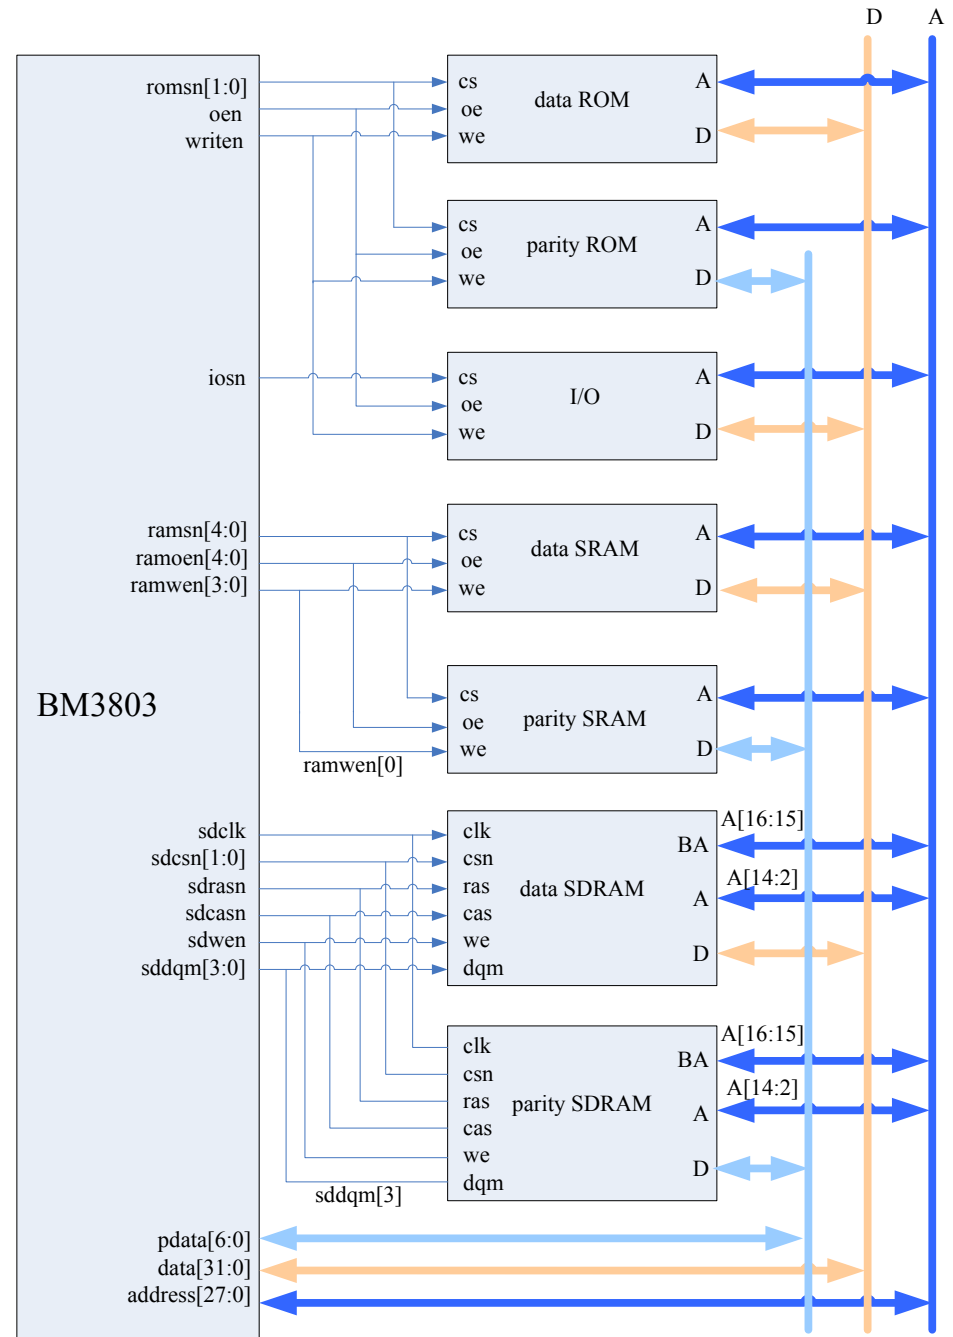 D A
romsn[1:0]
oen
writen
cs
oe
we
data ROM
A
D
cs
oe
we
parity ROM
A
D
iosn
cs
oe
we
I/O
A
D
ramsn[4:0]
ramoen[4:0]
ramwen[3:0]
cs
oe
we
data SRAM
A
D
BM3803
cs
oe
we
parity SRAM
A
D
ramwen[0]
sdclk
sdcsn[1:0]
sdrasn
sdcasn
sdwen
sddqm[3:0]
clk
csn
ras
cas
we
dqm
data SDRAM
BA
A
D
A[16:15]
A[14:2]
clk
csn
ras
cas
we
dqm
parity SDRAM
BA
A
D
A[16:15]
A[14:2]
sddqm[3]
pdata[6:0]
data[31:0]
address[27:0]